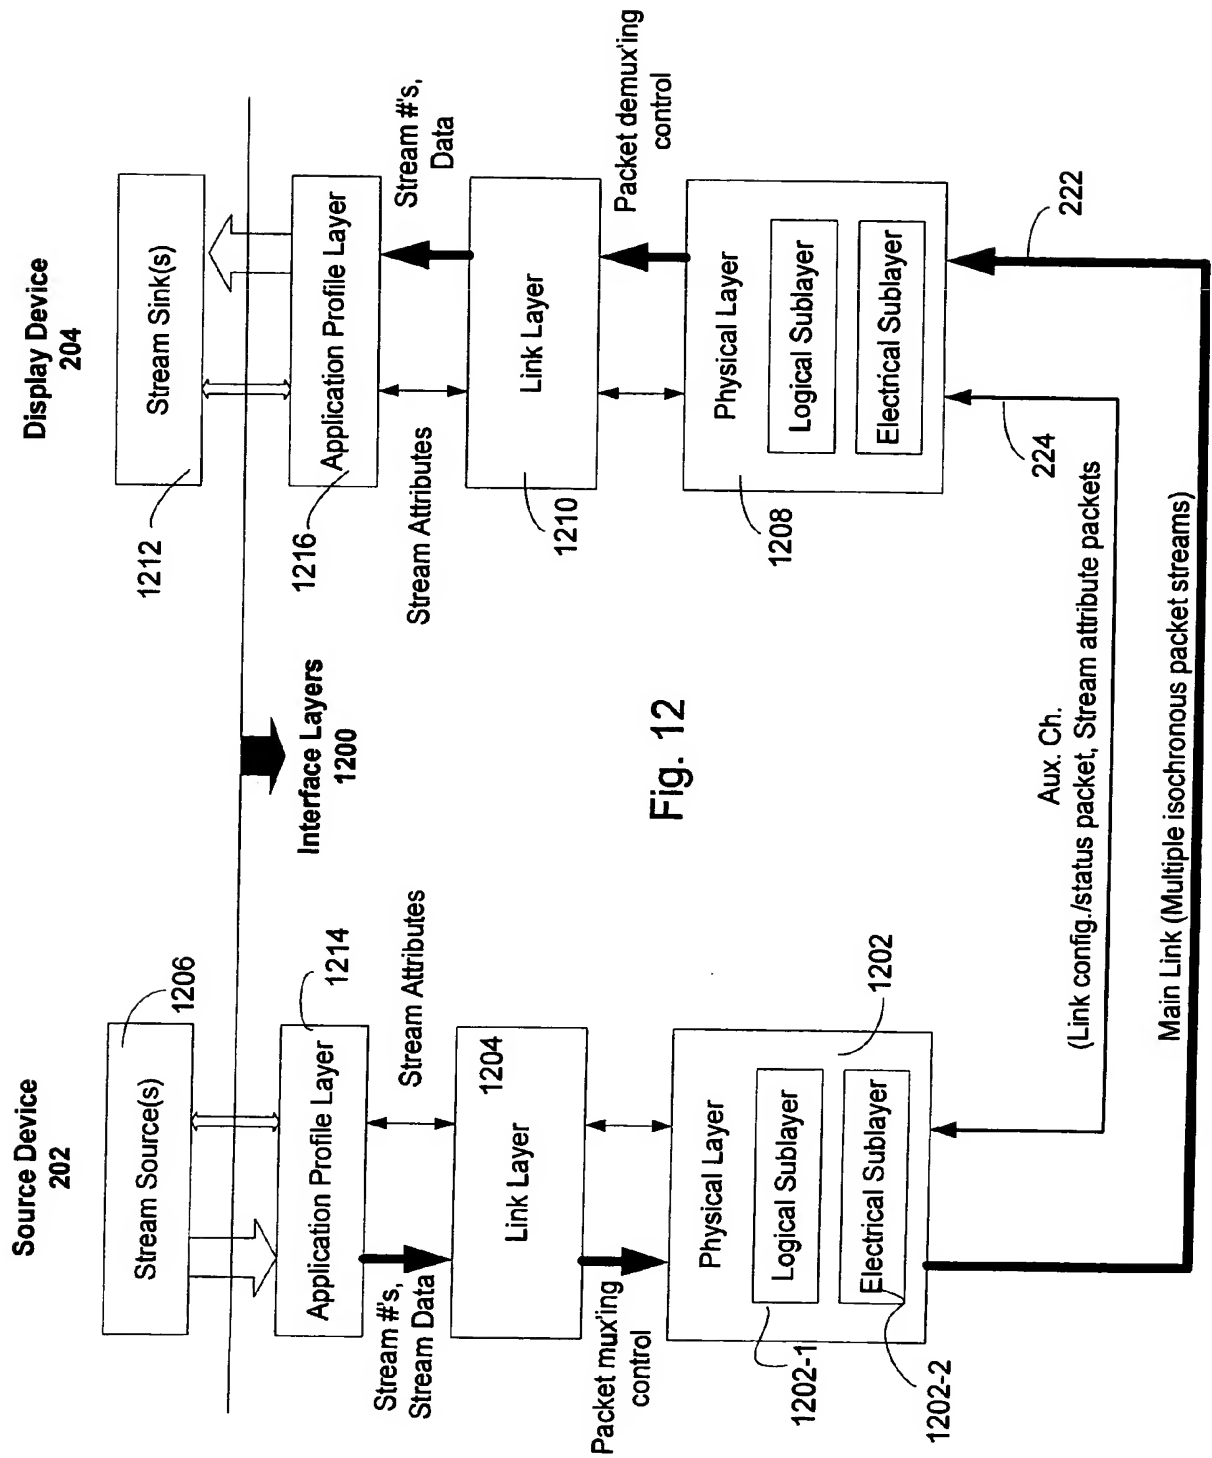 Source Device
202
Display Device
204
Stream Source(s)
1206
Stream Sink(s)
1212
Interface Layers
1200
Application Profile Layer
1214
Application Profile Layer
1216
Stream #'s,
Stream Data
Stream Attributes
Stream Attributes
Stream #'s,
Data
1204
Link Layer
Link Layer
1210
Packet mux'ing
control
Packet demux'ing
control
Fig. 12
Physical Layer
1202
Logical Sublayer
1202-1
Electrical Sublayer
1202-2
Physical Layer
1208
Logical Sublayer
Electrical Sublayer
224
222
Aux. Ch.
(Link config./status packet, Stream attribute packets
Main Link (Multiple isochronous packet streams)